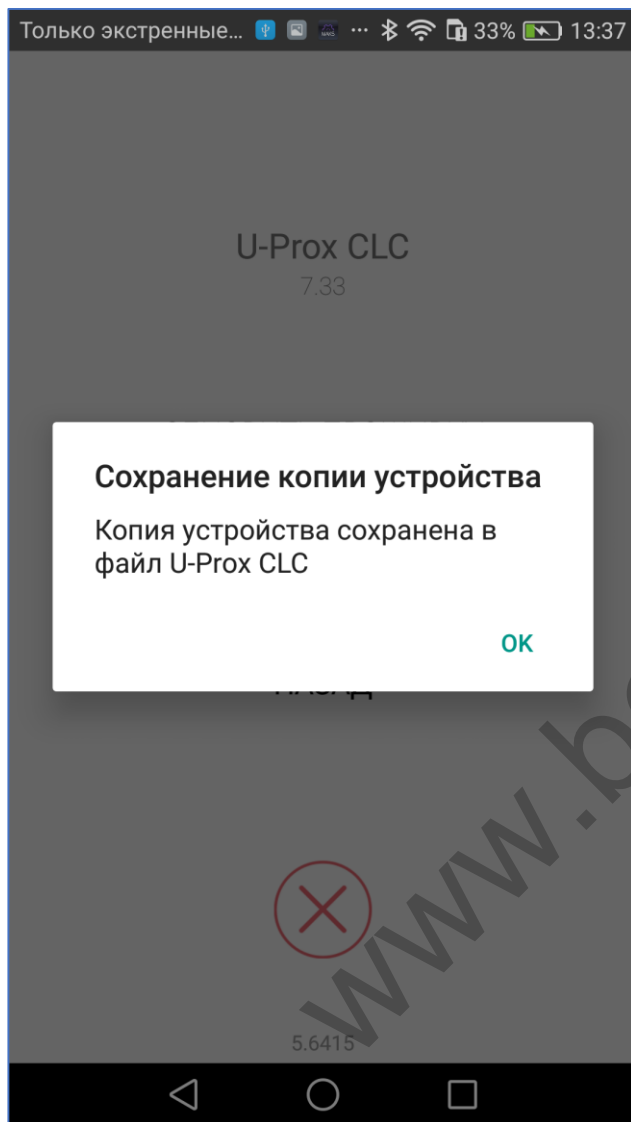 Только экстренные... ... 33% 13:37
U-Prox CLC
7.33
Сохранение копии устройства
Копия устройства сохранена в
файл U-Prox CLC
OK
НАЗАД
5.6415
www.b